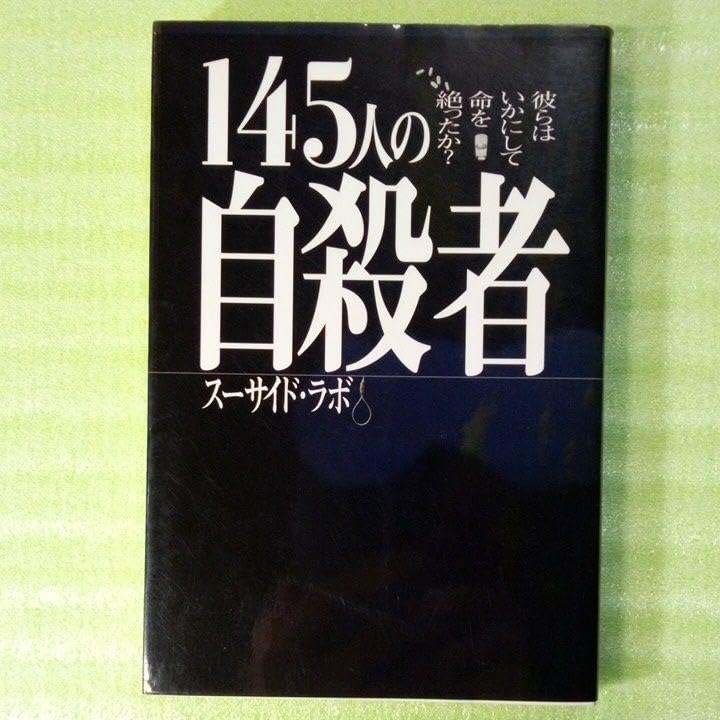 145人の
自殺者
彼らは
いかにして
命を
絶ったか?
スーサイド・ラボ